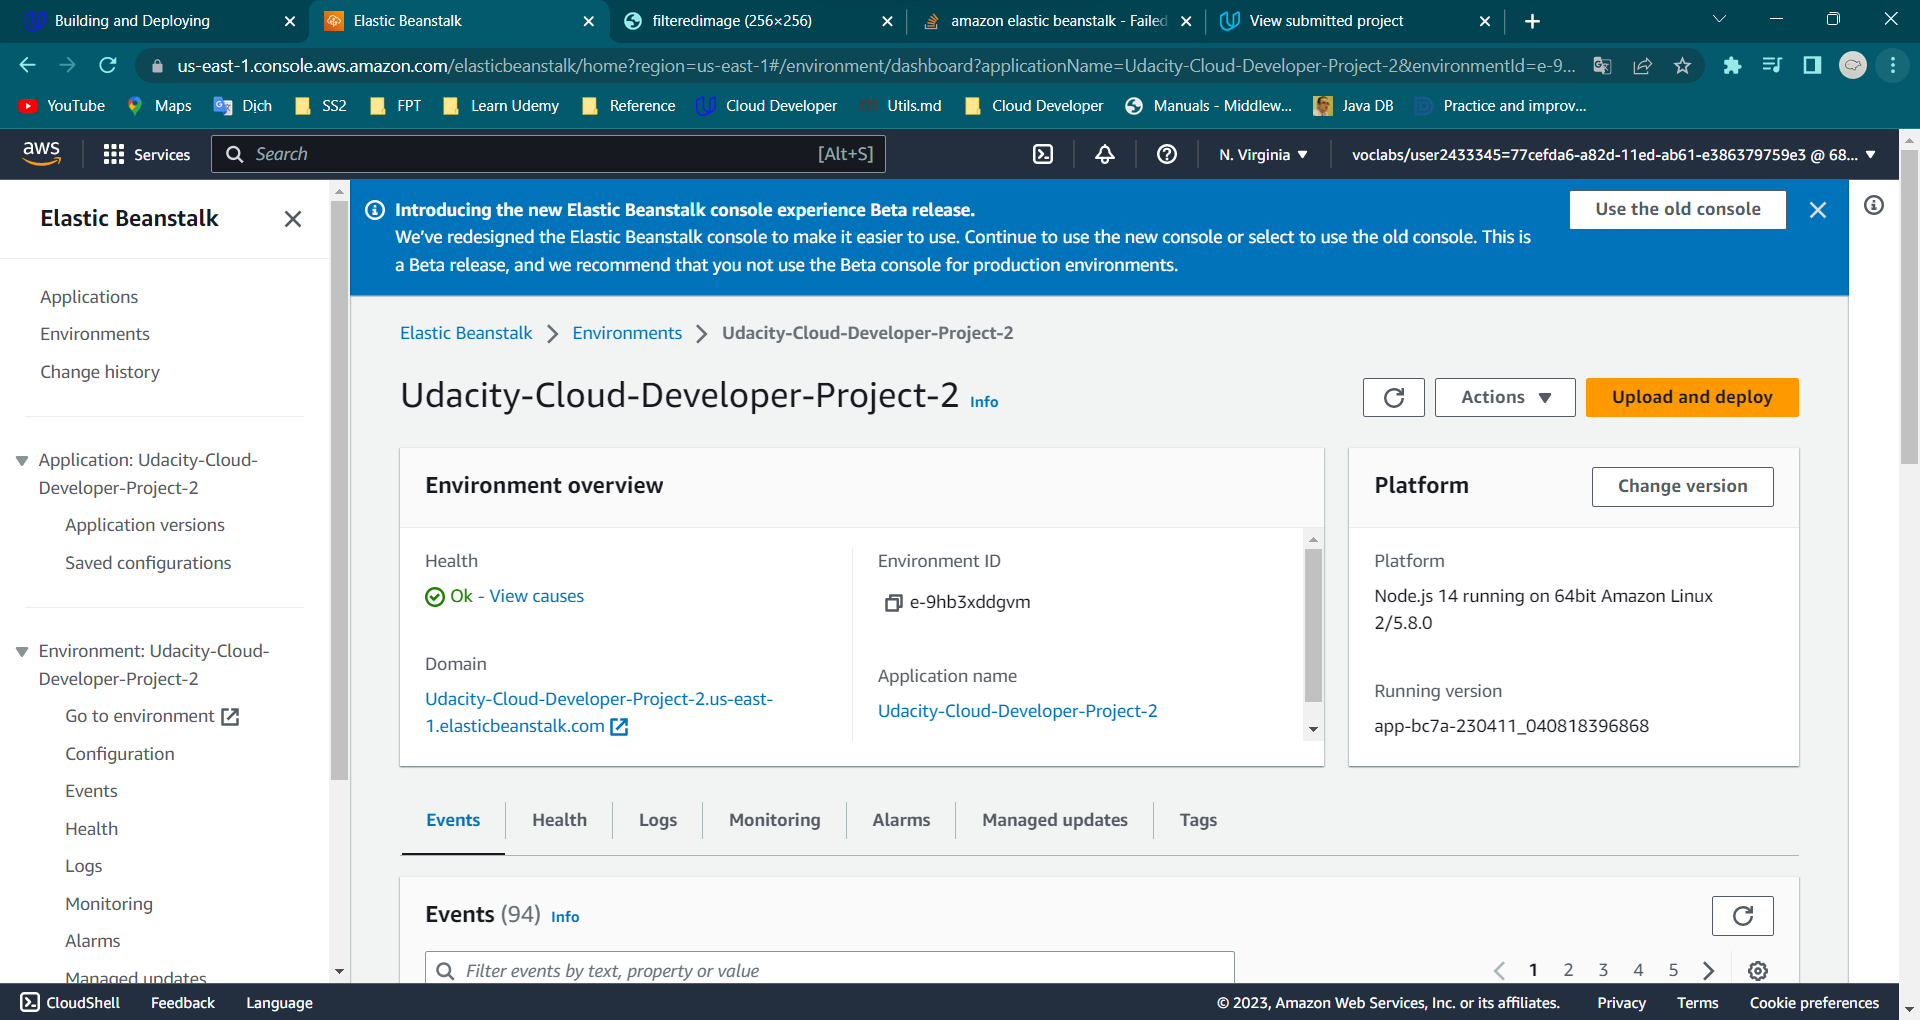 Building and Deploying
Elastic Beanstalk
filteredimage (256×256)
amazon elastic beanstalk - Failed
View submitted project
us-east-1.console.aws.amazon.com/elasticbeanstalk/home?region=us-east-1#/environment/dashboard?applicationName=Udacity-Cloud-Developer-Project-2&environmentId=e-9...
YouTube
Maps
Dịch
SS2
FPT
Learn Udemy
Reference
Cloud Developer
Utils.md
Cloud Developer
Manuals - Middlew...
Java DB
Practice and improv...
aws
Services
Search
[Alt+S]
N. Virginia
voclabs/user2433345=77cefda6-a82d-11ed-ab61-e386379759e3 @ 68...
Elastic Beanstalk
Applications
Environments
Change history
Application: Udacity-Cloud-
Developer-Project-2
Application versions
Saved configurations
Environment: Udacity-Cloud-
Developer-Project-2
Go to environment
Configuration
Events
Health
Logs
Monitoring
Alarms
Managed updates
Introducing the new Elastic Beanstalk console experience Beta release.
We've redesigned the Elastic Beanstalk console to make it easier to use. Continue to use the new console or select to use the old console. This is
a Beta release, and we recommend that you not use the Beta console for production environments.
Use the old console
Elastic Beanstalk
Environments
Udacity-Cloud-Developer-Project-2
Udacity-Cloud-Developer-Project-2 Info
Actions
Upload and deploy
Environment overview
Health
Ok - View causes
Domain
Udacity-Cloud-Developer-Project-2.us-east-
1.elasticbeanstalk.com
Environment ID
e-9hb3xddgvm
Application name
Udacity-Cloud-Developer-Project-2
Platform
Change version
Platform
Node.js 14 running on 64bit Amazon Linux
2/5.8.0
Running version
app-bc7a-230411_040818396868
Events
Health
Logs
Monitoring
Alarms
Managed updates
Tags
Events (94) Info
Filter events by text, property or value
1 2 3 4 5
CloudShell
Feedback
Language
© 2023, Amazon Web Services, Inc. or its affiliates.
Privacy
Terms
Cookie preferences